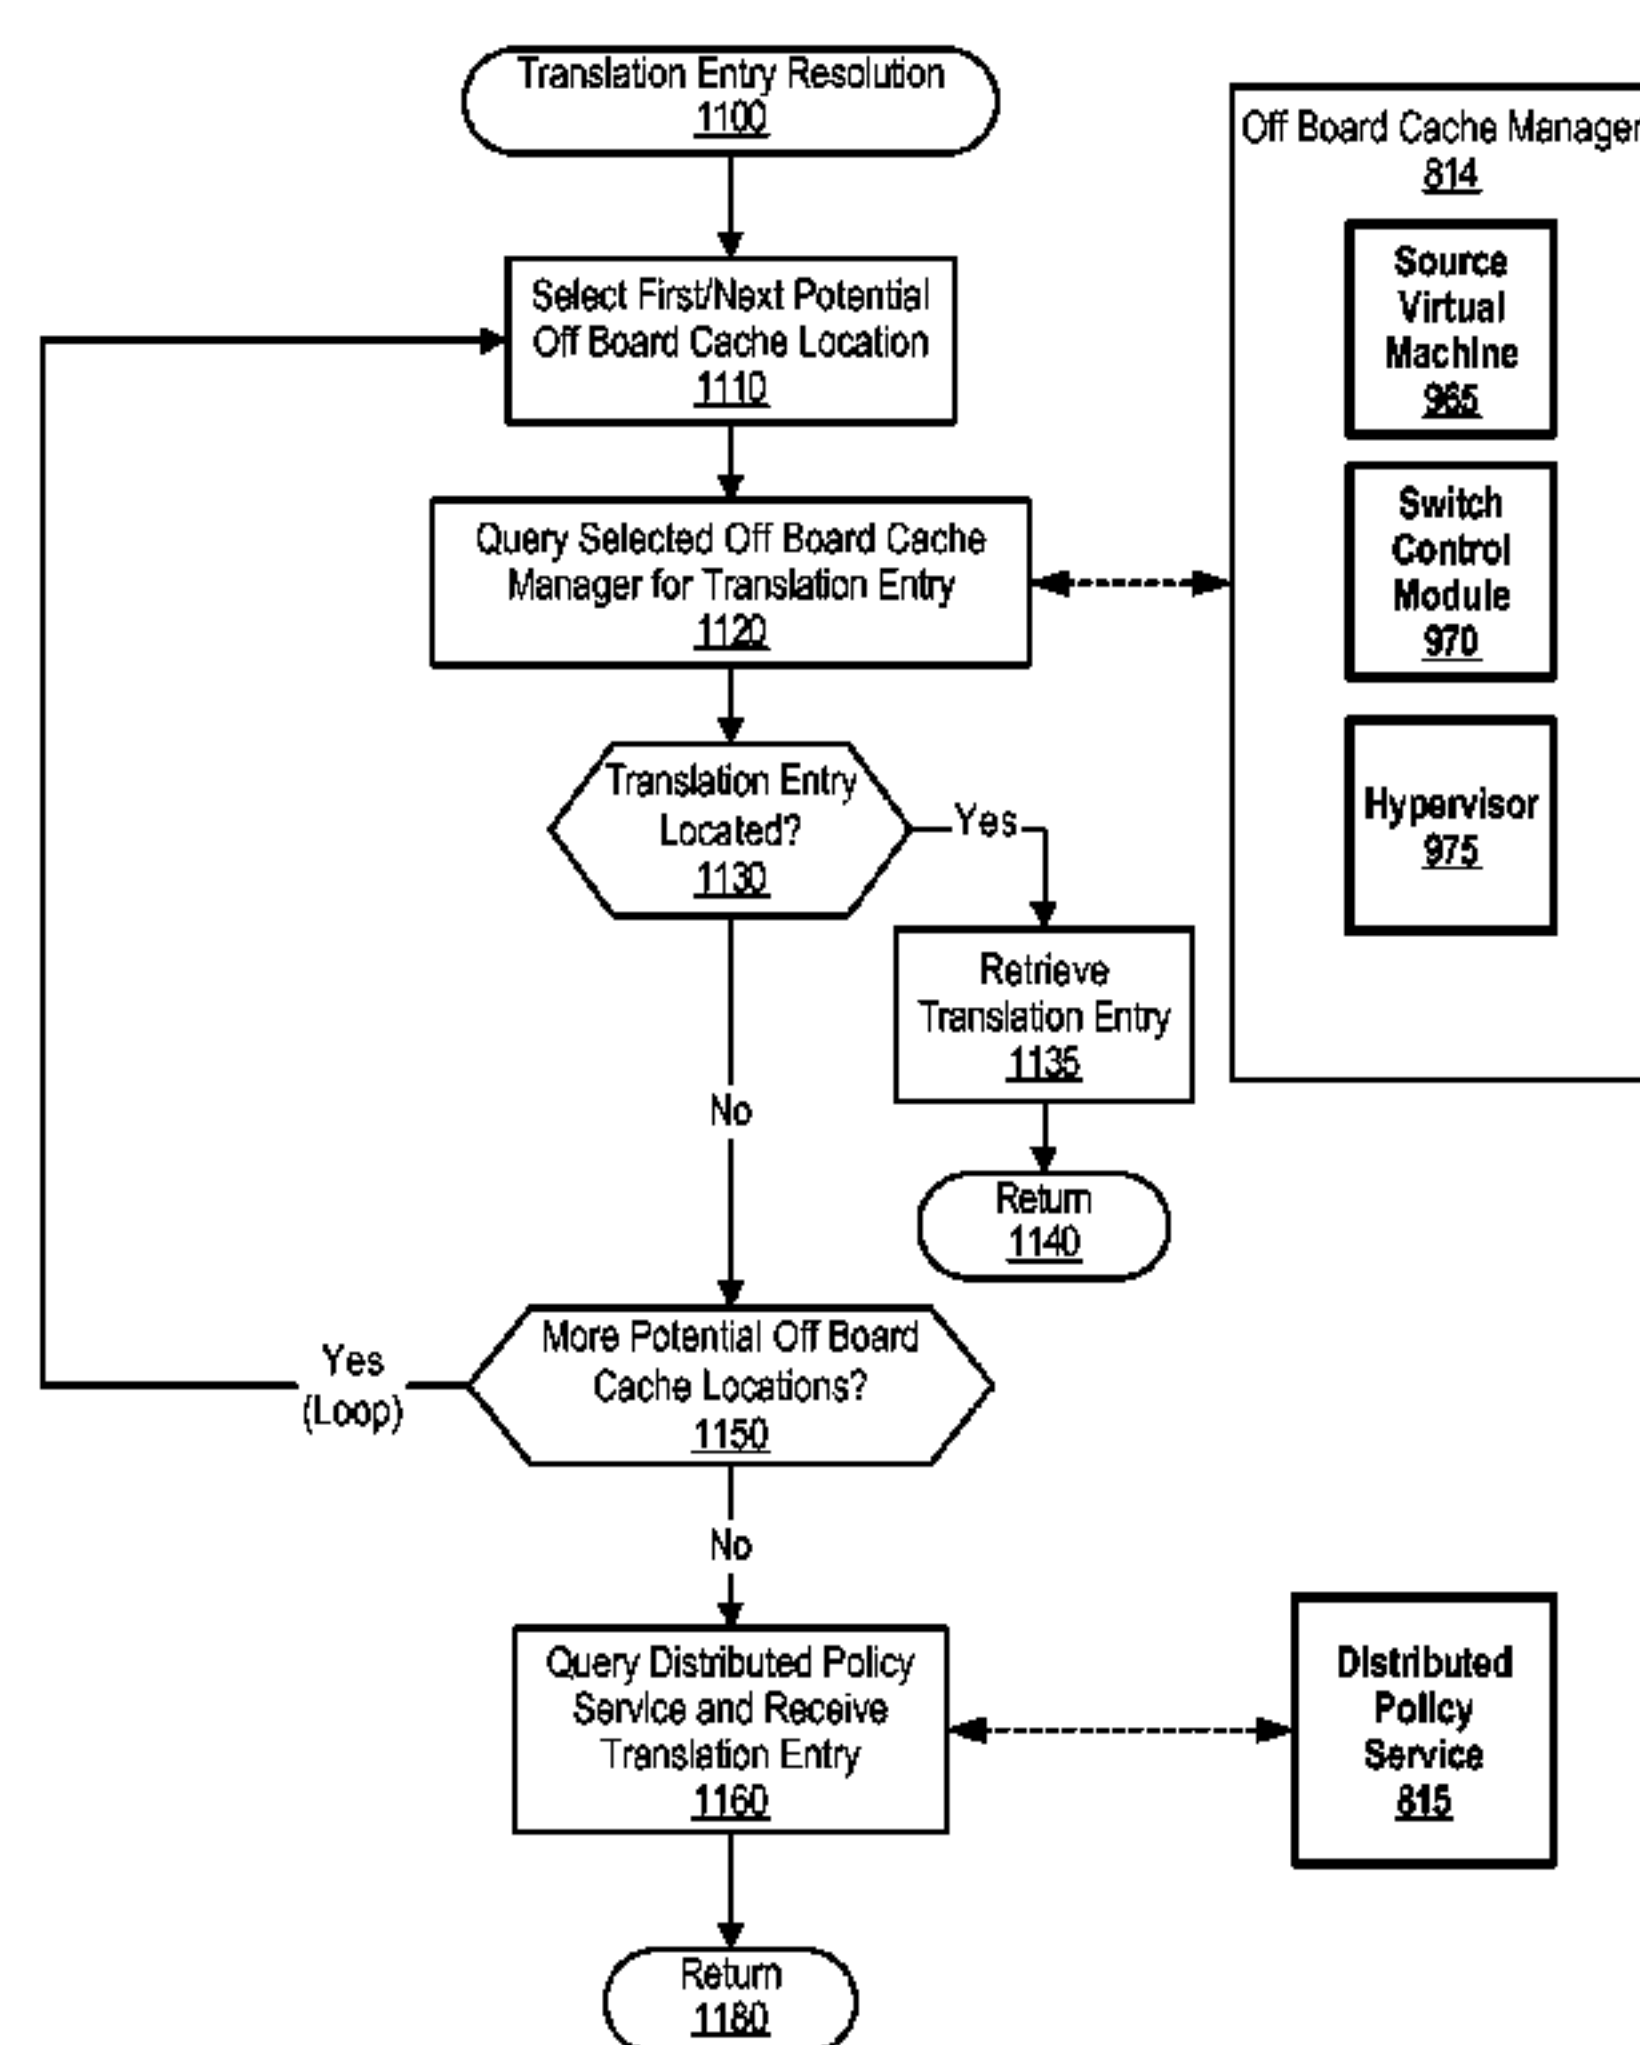 Translation Entry Resolution
1100
Select First/Next Potential
Off Board Cache Location
1110
Query Selected Off Board Cache
Manager for Translation Entry
1120
Translation Entry
Located?
1130
Yes
Retrieve
Translation Entry
1135
Return
1140
No
More Potential Off Board
Cache Locations?
1150
Yes
(Loop)
No
Query Distributed Policy
Service and Receive
Translation Entry
1160
Return
1180
Off Board Cache Manager
814
Source
Virtual
Machine
965
Switch
Control
Module
970
Hypervisor
975
Distributed
Policy
Service
815